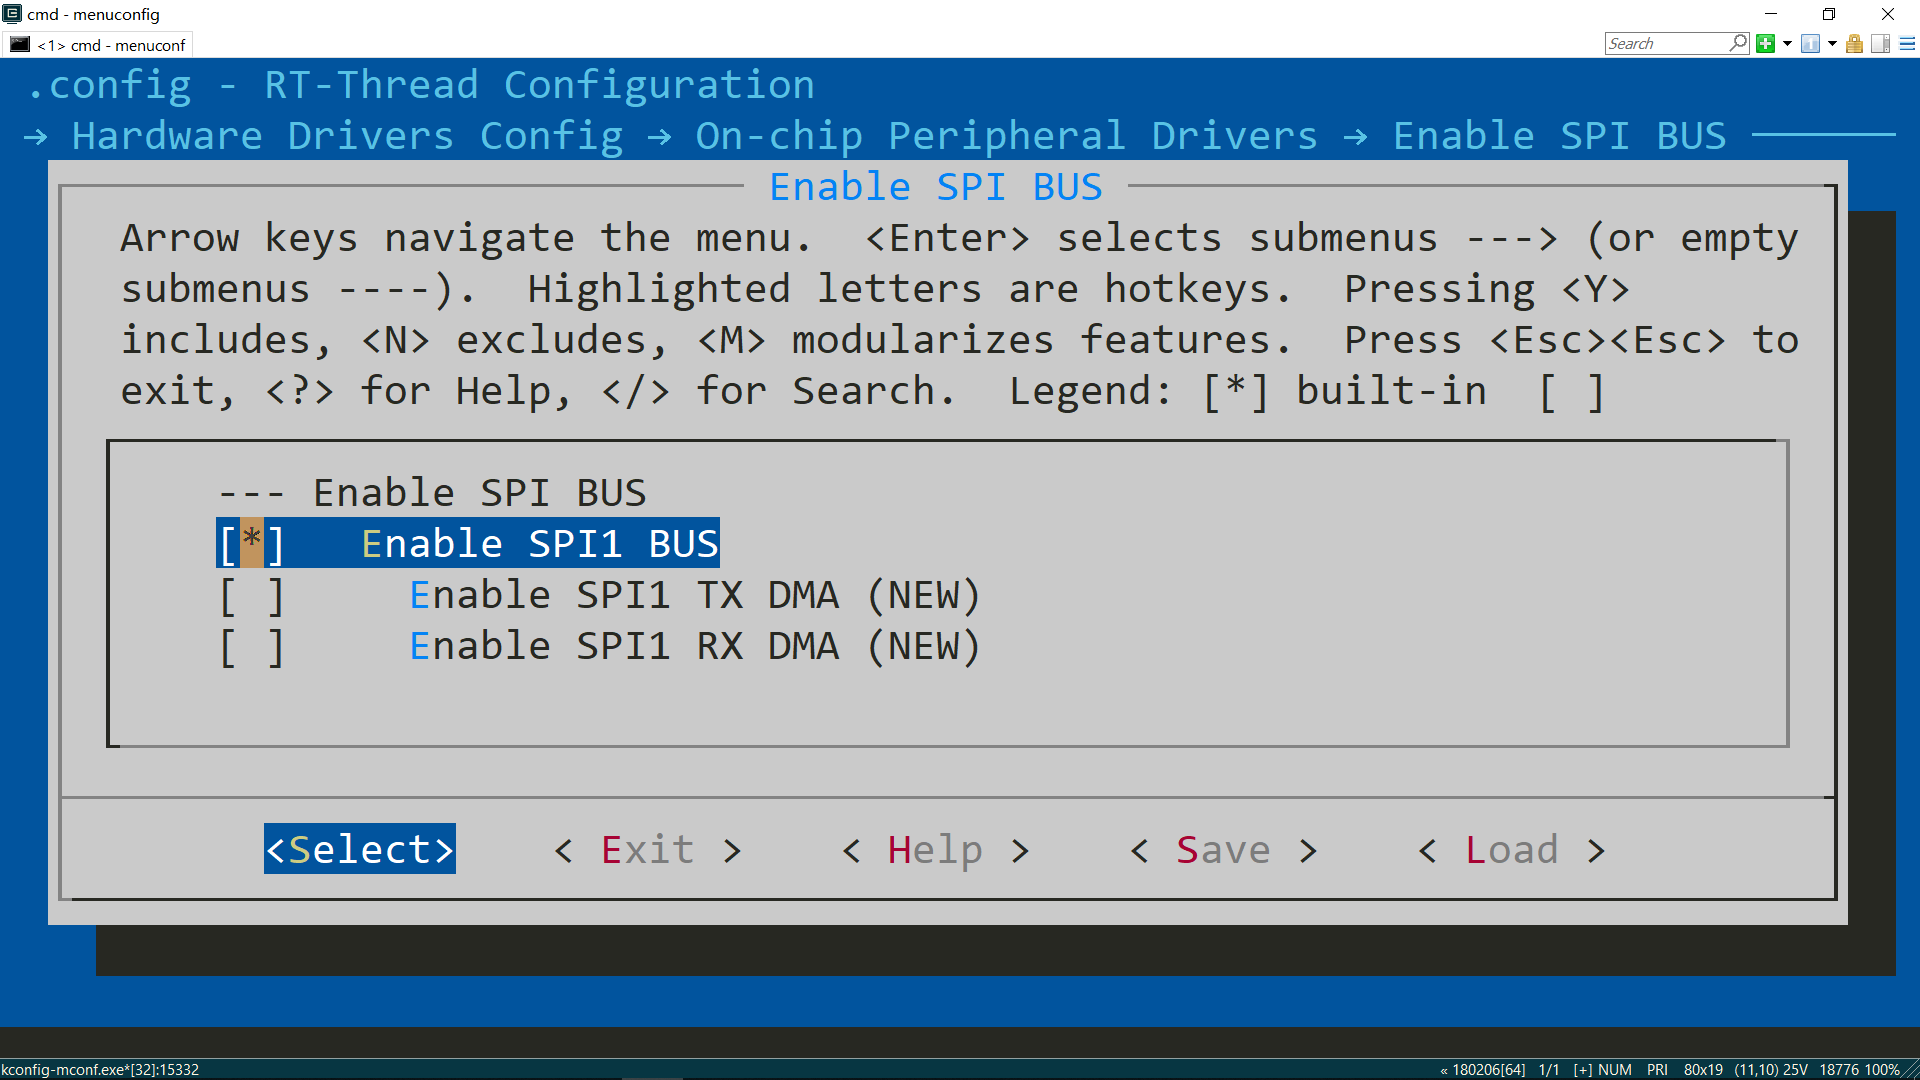 cmd - menuconfig
<1> cmd - menuconf
Search
.config - RT-Thread Configuration
→ Hardware Drivers Config → On-chip Peripheral Drivers → Enable SPI BUS
Enable SPI BUS
Arrow keys navigate the menu.  <Enter> selects submenus ---> (or empty
submenus ----).  Highlighted letters are hotkeys.  Pressing <Y>
includes, <N> excludes, <M> modularizes features.  Press <Esc><Esc> to
exit, <?> for Help, </> for Search.  Legend: [*] built-in  [ ]
--- Enable SPI BUS
[*]   Enable SPI1 BUS
[ ]     Enable SPI1 TX DMA (NEW)
[ ]     Enable SPI1 RX DMA (NEW)
<Select>    < Exit >    < Help >    < Save >    < Load >
kconfig-mconf.exe*[32]:15332    « 180206[64]  1/1  [+] NUM  PRI  80x19  (11,10) 25V  18776 100%